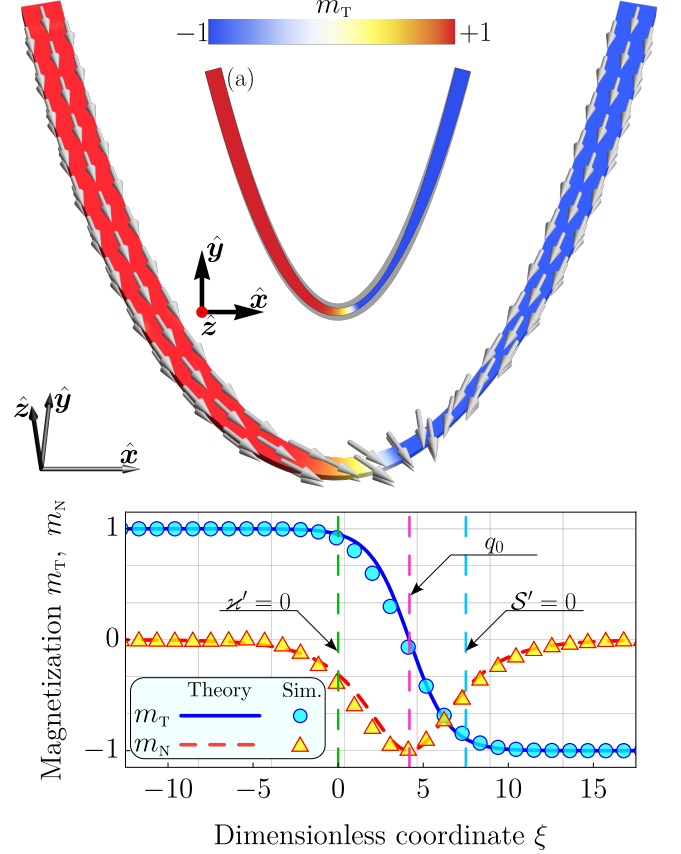 m_T
−1 +1
(a)
ŷ
x̂
ẑ
ẑ ŷ
x̂
Magnetization m_T, m_N
1
0
−1
q_0
ϰ′ = 0
𝒮′ = 0
Theory Sim.
m_T
m_N
−10 −5 0 5 10 15
Dimensionless coordinate ξ